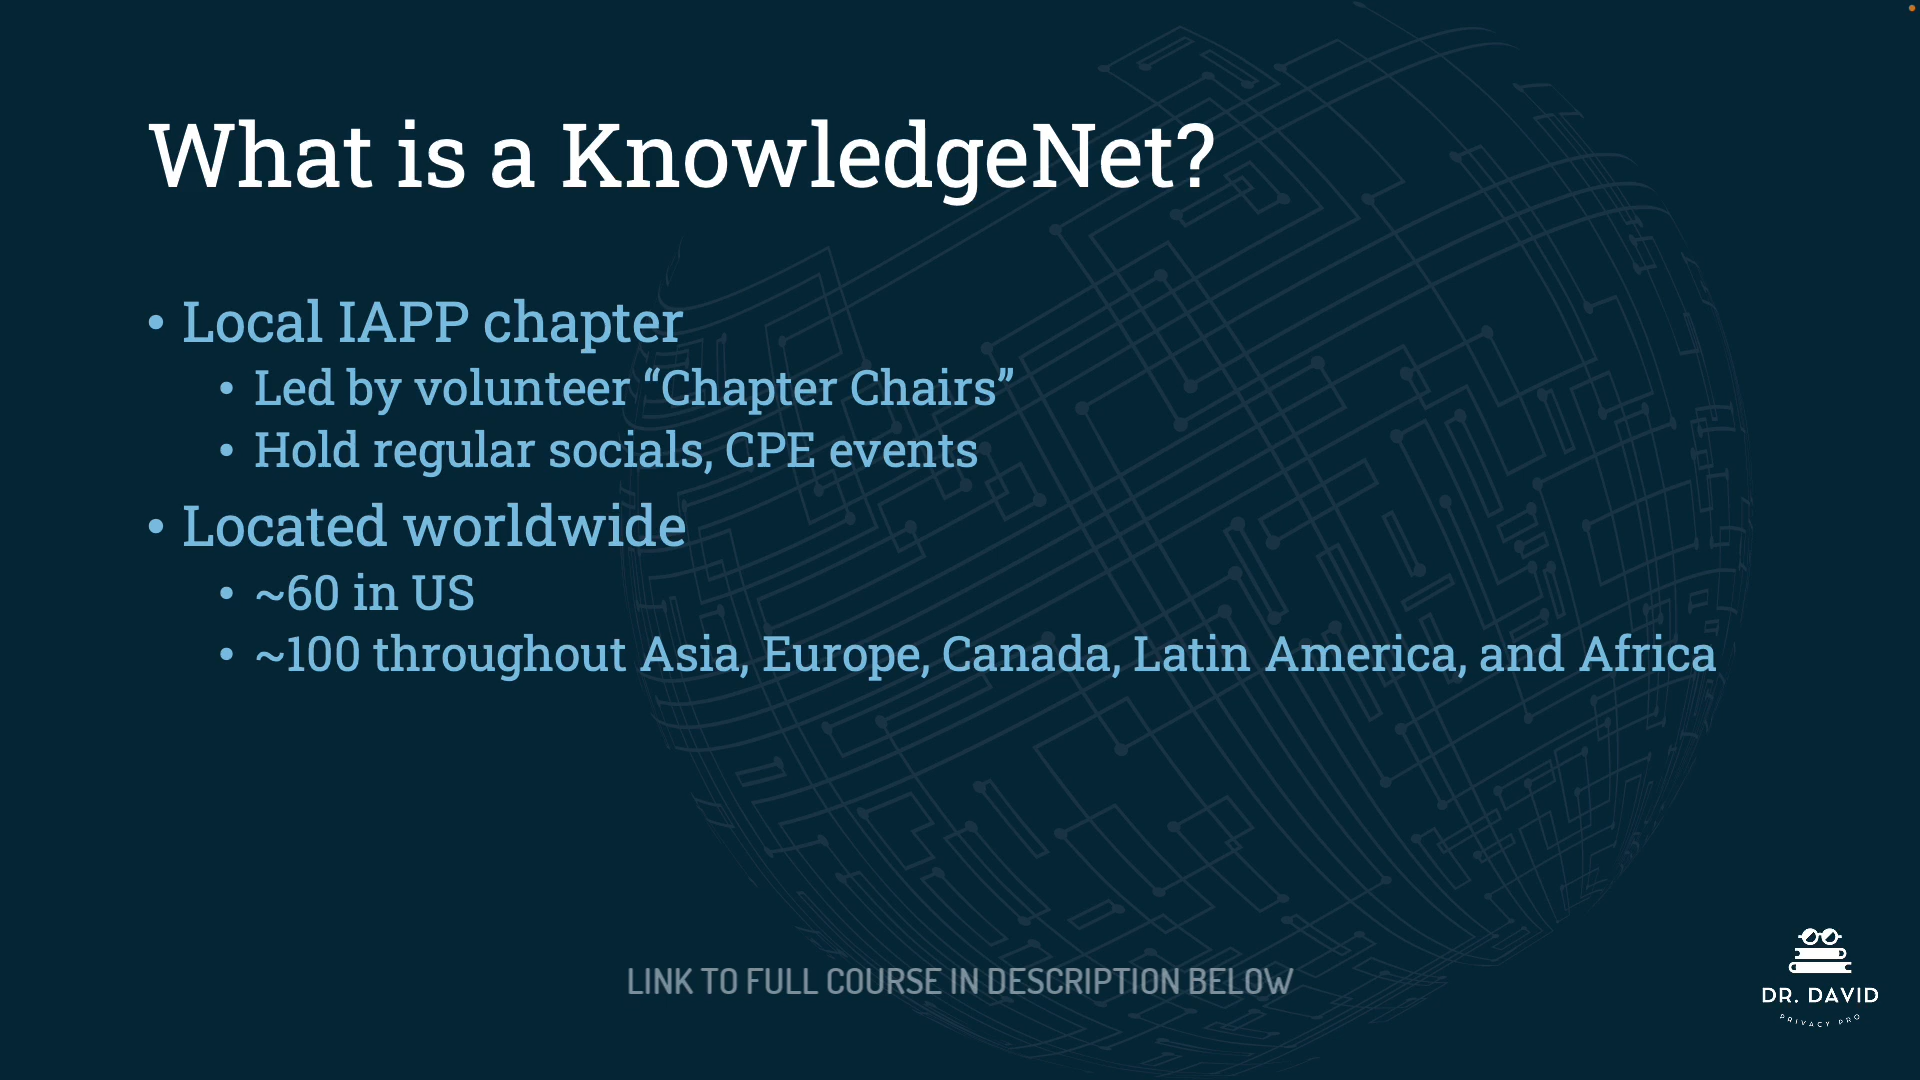 What is a KnowledgeNet?
• Local IAPP chapter
• Led by volunteer “Chapter Chairs”
• Hold regular socials, CPE events
• Located worldwide
• ~60 in US
• ~100 throughout Asia, Europe, Canada, Latin America, and Africa
LINK TO FULL COURSE IN DESCRIPTION BELOW
DR. DAVID
PRIVACY PRO